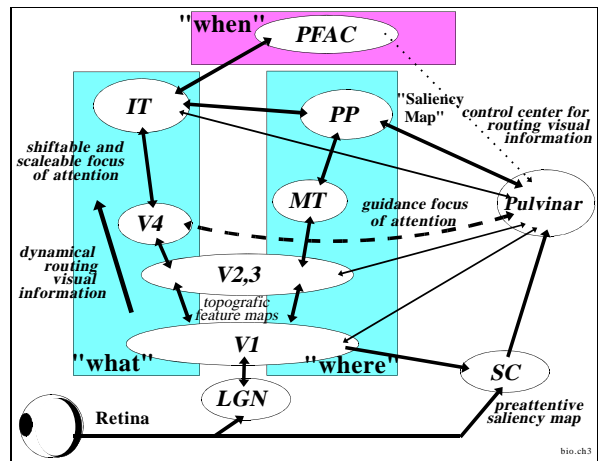 "when"
PFAC
IT
PP
"Saliency
Map"
control center for
routing visual
information
shiftable and
scaleable focus
of attention
MT
guidance focus
of attention
Pulvinar
V4
dynamical
routing
visual
information
V2,3
topografic
feature maps
V1
"what"
"where"
SC
LGN
preattentive
saliency map
Retina
bio.ch3